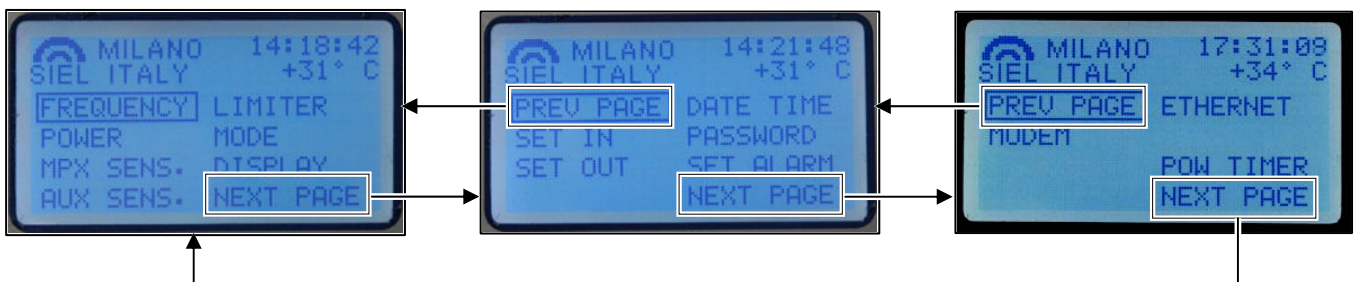 MILANO 14:18:42
SIEL ITALY +31° C
FREQUENCY LIMITER
POWER MODE
MPX SENS. DISPLAY
AUX SENS. NEXT PAGE
MILANO 14:21:48
SIEL ITALY +31° C
PREV PAGE DATE TIME
SET IN PASSWORD
SET OUT SET ALARM
NEXT PAGE
MILANO 17:31:09
SIEL ITALY +34° C
PREV PAGE ETHERNET
MODEM
POW TIMER
NEXT PAGE